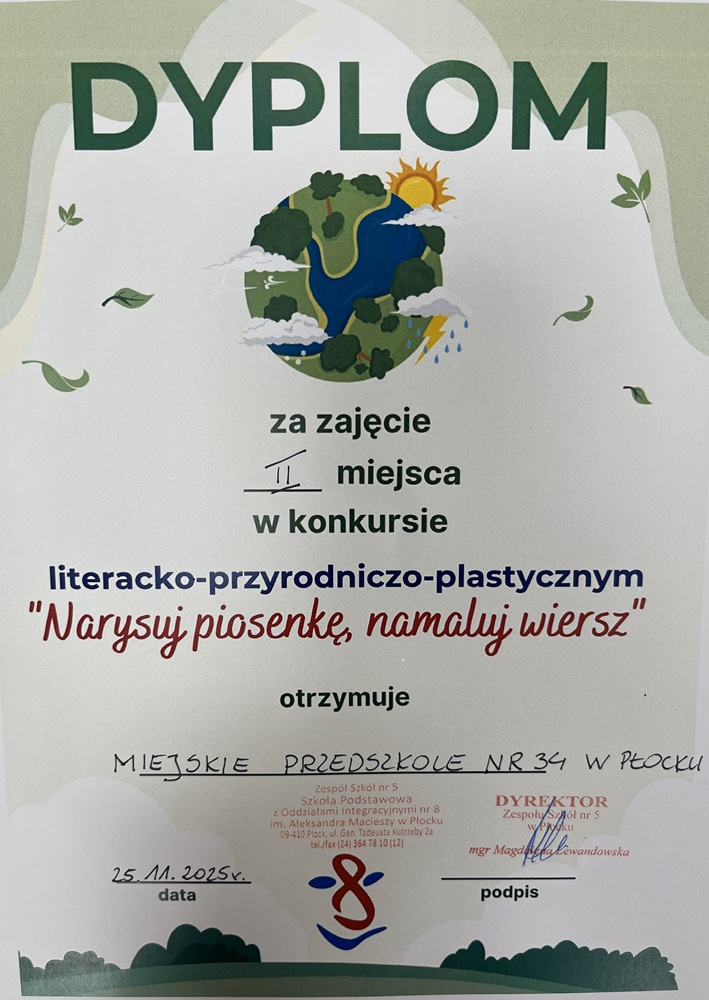 DYPLOM
za zajęcie
II miejsca
w konkursie
literacko-przyrodniczo-plastycznym
"Narysuj piosenkę, namaluj wiersz"
otrzymuje
MIEJSKIE PRZEDSZKOLE NR 34 W PŁOCKU
Zespół Szkół nr 5
Szkoła Podstawowa
z Oddziałami Integracyjnymi nr 8
im. Aleksandra Macieszy w Płocku
09-410 Płock, ul. Gen. Tadeusza Kutrzeby 2a
tel./fax (24) 364 78 10 (12)
DYREKTOR
Zespołu Szkół nr 5
w Płocku
mgr Magdalena Lewandowska
25.11.2025r.
data
8
podpis